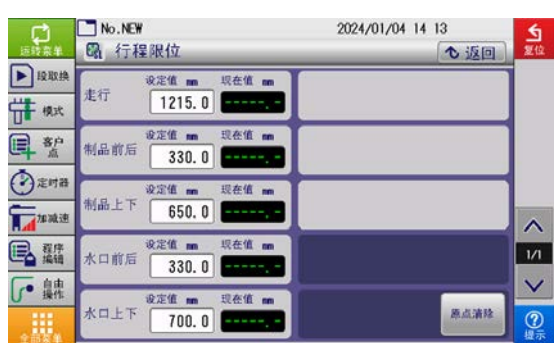 No.NEW 2024/01/04 14 13
行程限位
返回
运转菜单
段取换
模式
客户点
定时器
加减速
程序编辑
自由操作
全部菜单
设定值 mm 现在值 mm
走行 1215.0 -----.-
设定值 mm 现在值 mm
制品前后 330.0 -----.-
设定值 mm 现在值 mm
制品上下 650.0 -----.-
设定值 mm 现在值 mm
水口前后 330.0 -----.-
设定值 mm 现在值 mm
水口上下 700.0 -----.-
原点清除
复位
1/1
提示